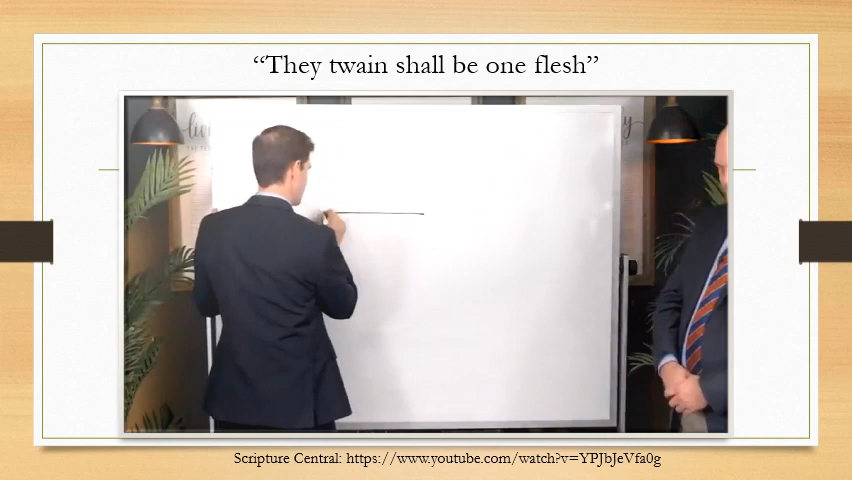 “They twain shall be one flesh”
Scripture Central: https://www.youtube.com/watch?v=YPJbJeVfa0g